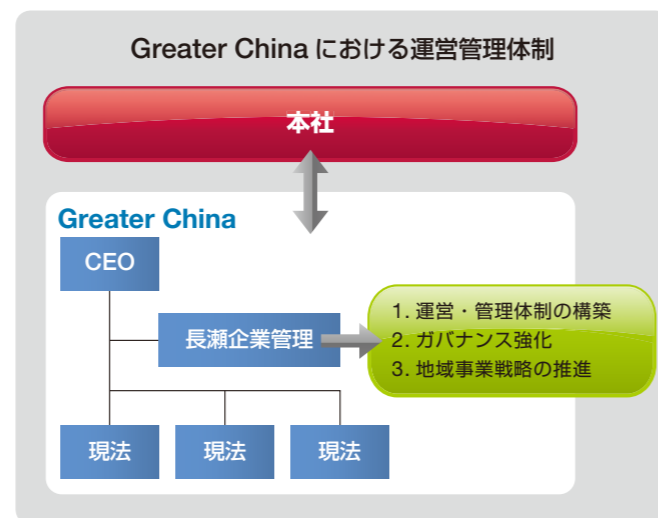 Greater China における運営管理体制
本社
Greater China
CEO
長瀬企業管理
1. 運営・管理体制の構築
2. ガバナンス強化
3. 地域事業戦略の推進
現法
現法
現法